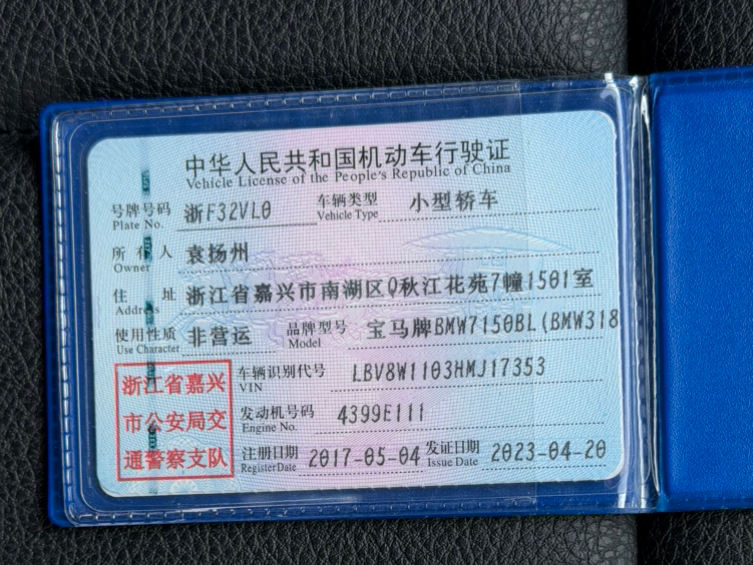 中华人民共和国机动车行驶证
Vehicle License of the People's Republic of China
号牌号码 浙F32VL0 车辆类型 小型轿车
Plate No. Vehicle Type
所有人 袁扬州
Owner
住址 浙江省嘉兴市南湖区Q秋江花苑7幢1501室
Address
使用性质 非营运 品牌型号 宝马牌BMW7150BL(BMW318
Use Character Model
浙江省嘉兴
市公安局交
通警察支队
车辆识别代号 LBV8W1103HMJ17353
VIN
发动机号码 4399E111
Engine No.
注册日期 2017-05-04 发证日期 2023-04-20
Register Date Issue Date